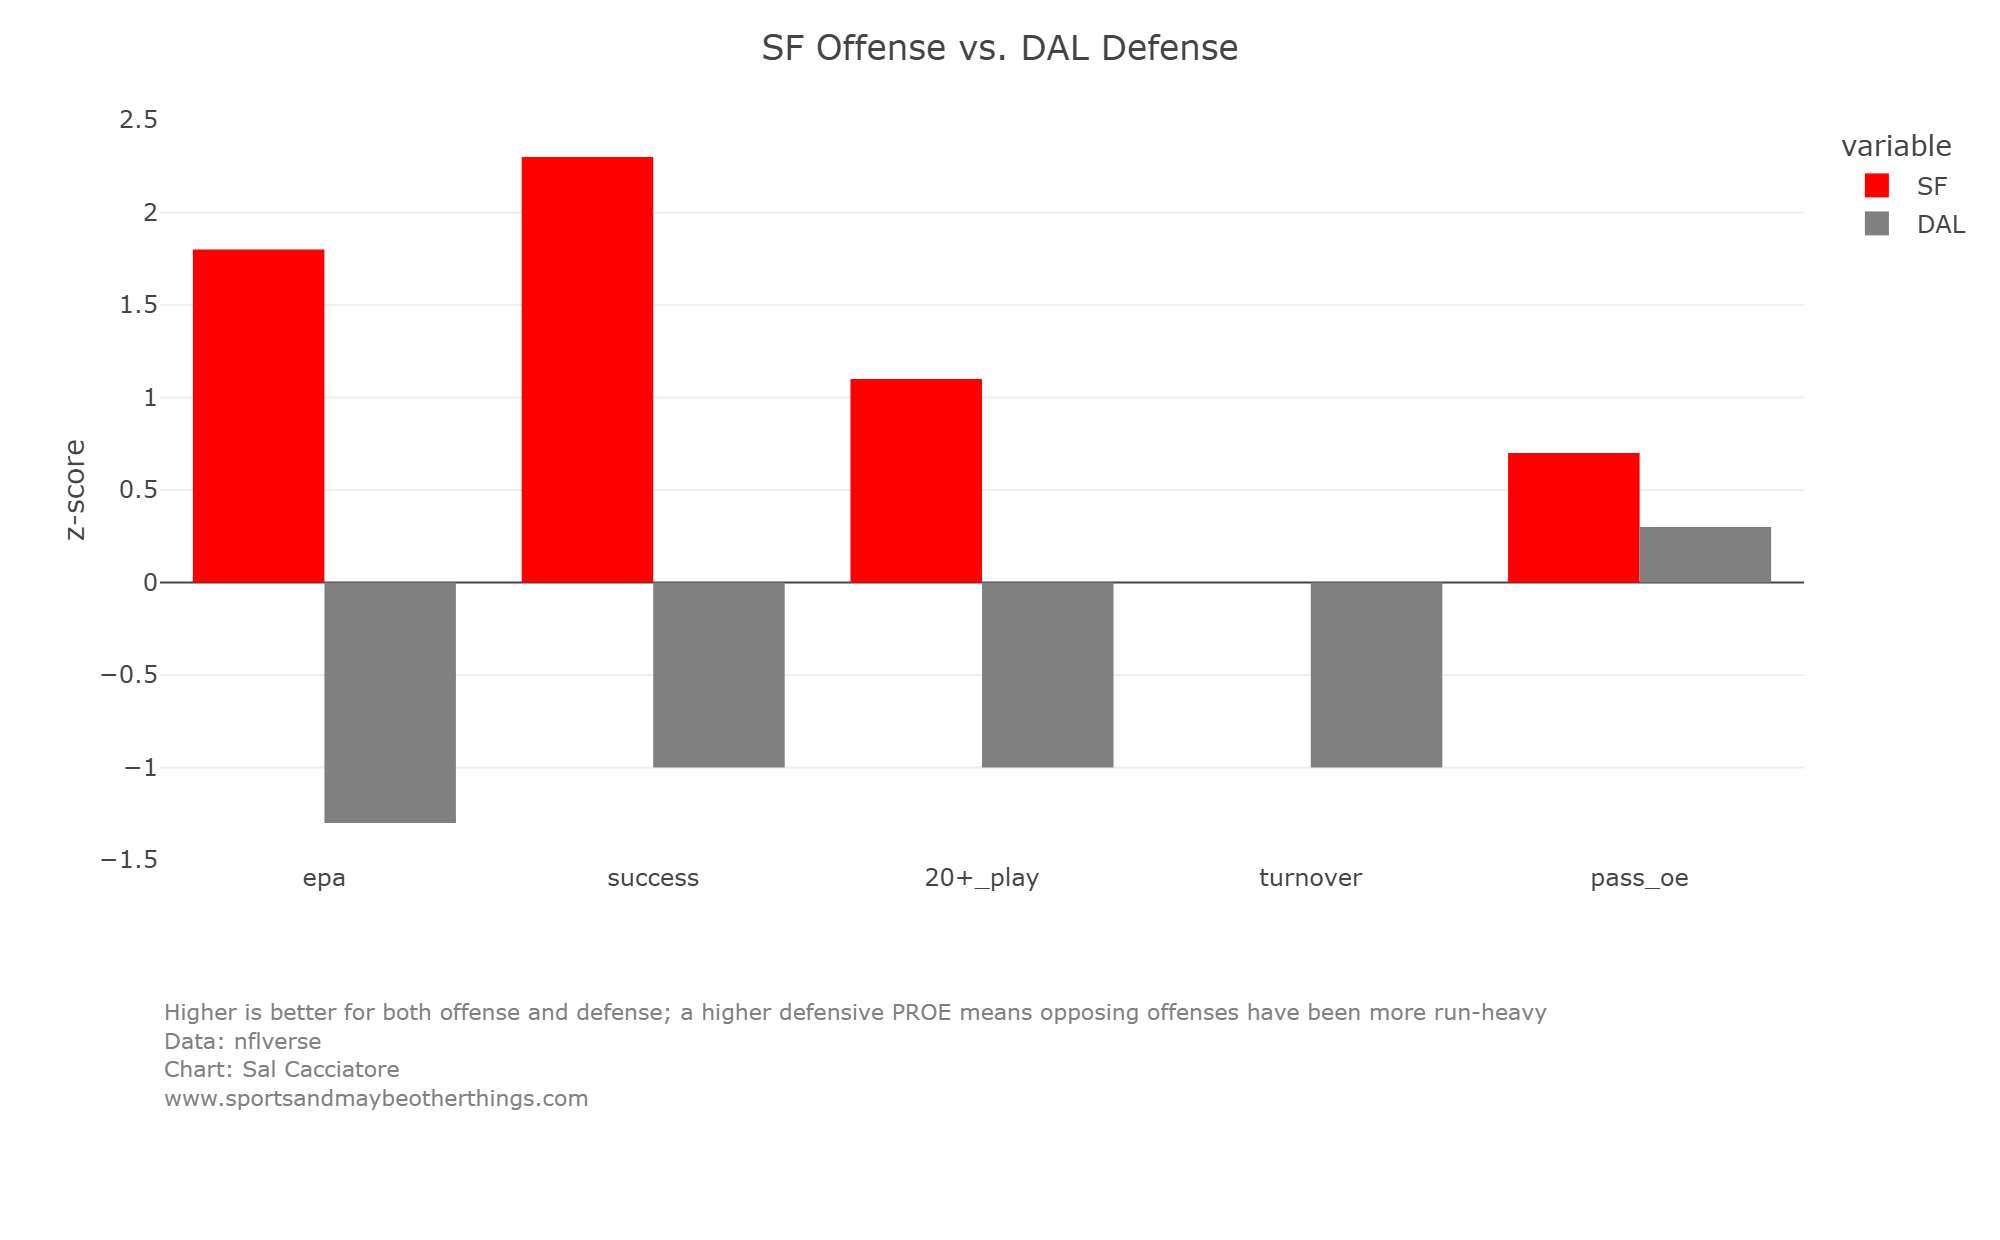 SF Offense vs. DAL Defense
2.5
2
1.5
1
0.5
0
−0.5
−1
−1.5
z-score
epa
success
20+_play
turnover
pass_oe
variable
SF
DAL
Higher is better for both offense and defense; a higher defensive PROE means opposing offenses have been more run-heavy
Data: nflverse
Chart: Sal Cacciatore
www.sportsandmaybeotherthings.com